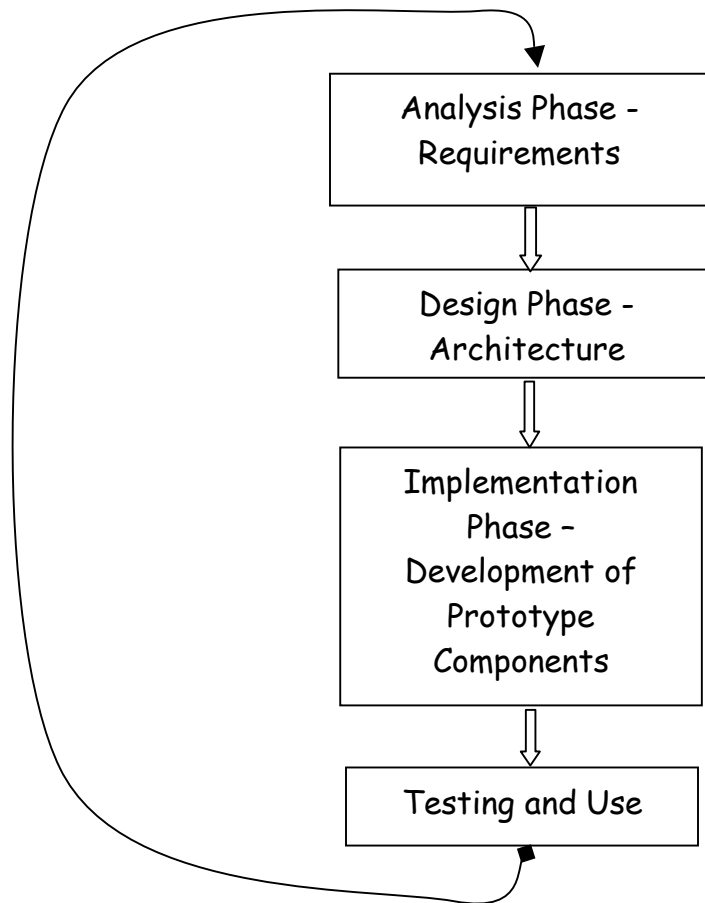 Analysis Phase -
Requirements
Design Phase -
Architecture
Implementation
Phase –
Development of
Prototype
Components
Testing and Use